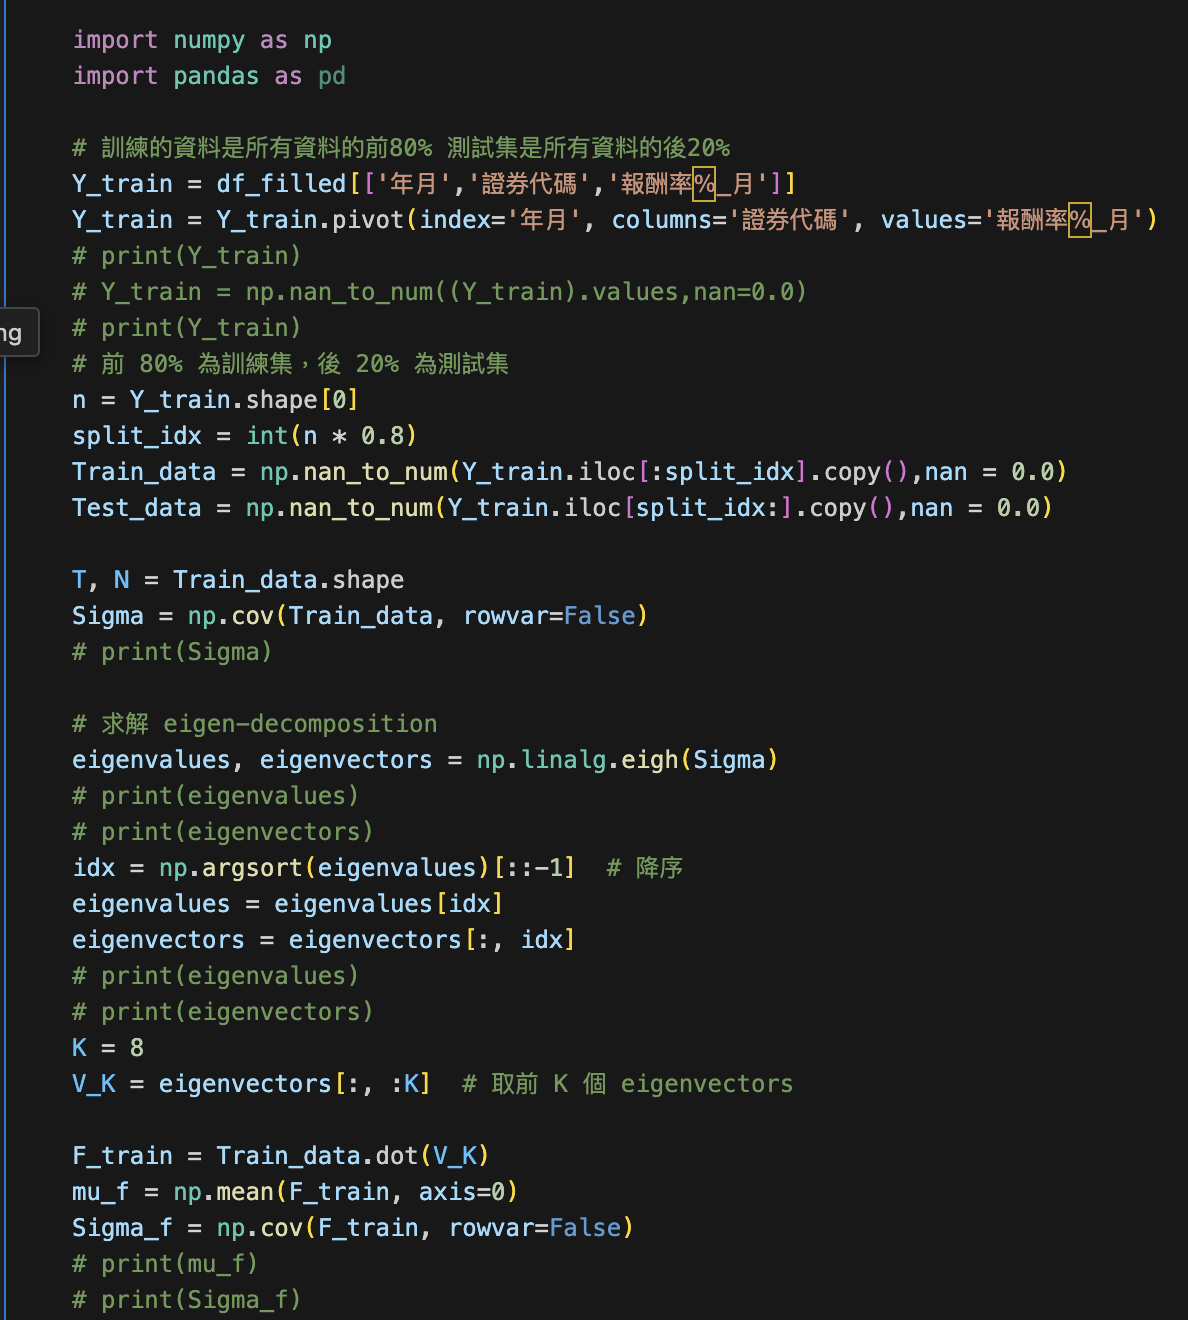 import numpy as np
import pandas as pd
# 訓練的資料是所有資料的前80% 測試集是所有資料的後20%
Y_train = df_filled[['年月','證券代碼','報酬率%_月']]
Y_train = Y_train.pivot(index='年月', columns='證券代碼', values='報酬率%_月')
# print(Y_train)
# Y_train = np.nan_to_num((Y_train).values,nan=0.0)
ng
# print(Y_train)
# 前 80% 為訓練集，後 20% 為測試集
n = Y_train.shape[0]
split_idx = int(n * 0.8)
Train_data = np.nan_to_num(Y_train.iloc[:split_idx].copy(),nan = 0.0)
Test_data = np.nan_to_num(Y_train.iloc[split_idx:].copy(),nan = 0.0)
T, N = Train_data.shape
Sigma = np.cov(Train_data, rowvar=False)
# print(Sigma)
# 求解 eigen-decomposition
eigenvalues, eigenvectors = np.linalg.eigh(Sigma)
# print(eigenvalues)
# print(eigenvectors)
idx = np.argsort(eigenvalues)[::-1]  # 降序
eigenvalues = eigenvalues[idx]
eigenvectors = eigenvectors[:, idx]
# print(eigenvalues)
# print(eigenvectors)
K = 8
V_K = eigenvectors[:, :K]  # 取前 K 個 eigenvectors
F_train = Train_data.dot(V_K)
mu_f = np.mean(F_train, axis=0)
Sigma_f = np.cov(F_train, rowvar=False)
# print(mu_f)
# print(Sigma_f)